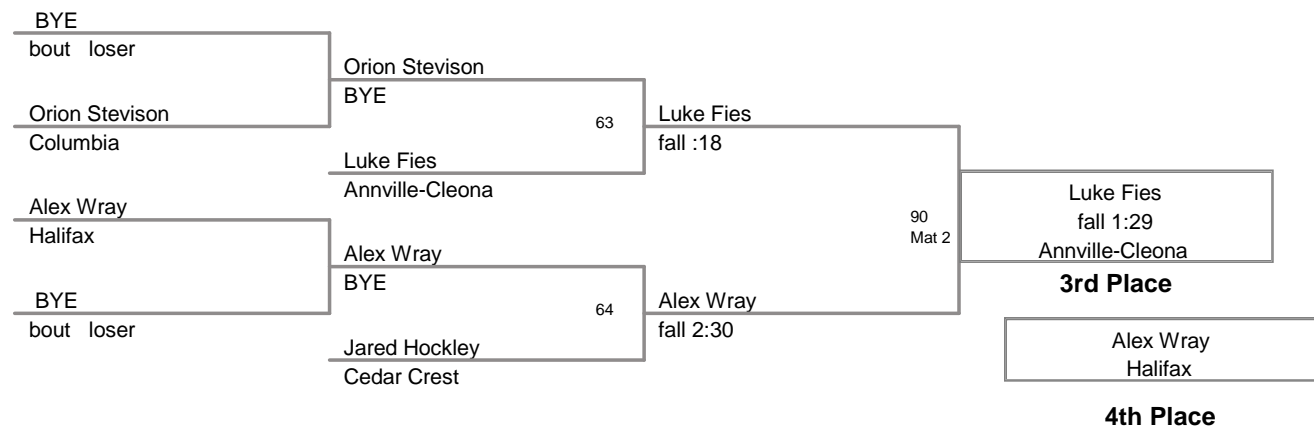 BYE
bout loser
Orion Stevison
Columbia
Alex Wray
Halifax
BYE
bout loser
Orion Stevison
BYE
63
Luke Fies
Annville-Cleona
Alex Wray
BYE
64
Jared Hockley
Cedar Crest
Luke Fies
fall :18
90
Mat 2
Alex Wray
fall 2:30
Luke Fies
fall 1:29
Annville-Cleona
3rd Place
Alex Wray
Halifax
4th Place